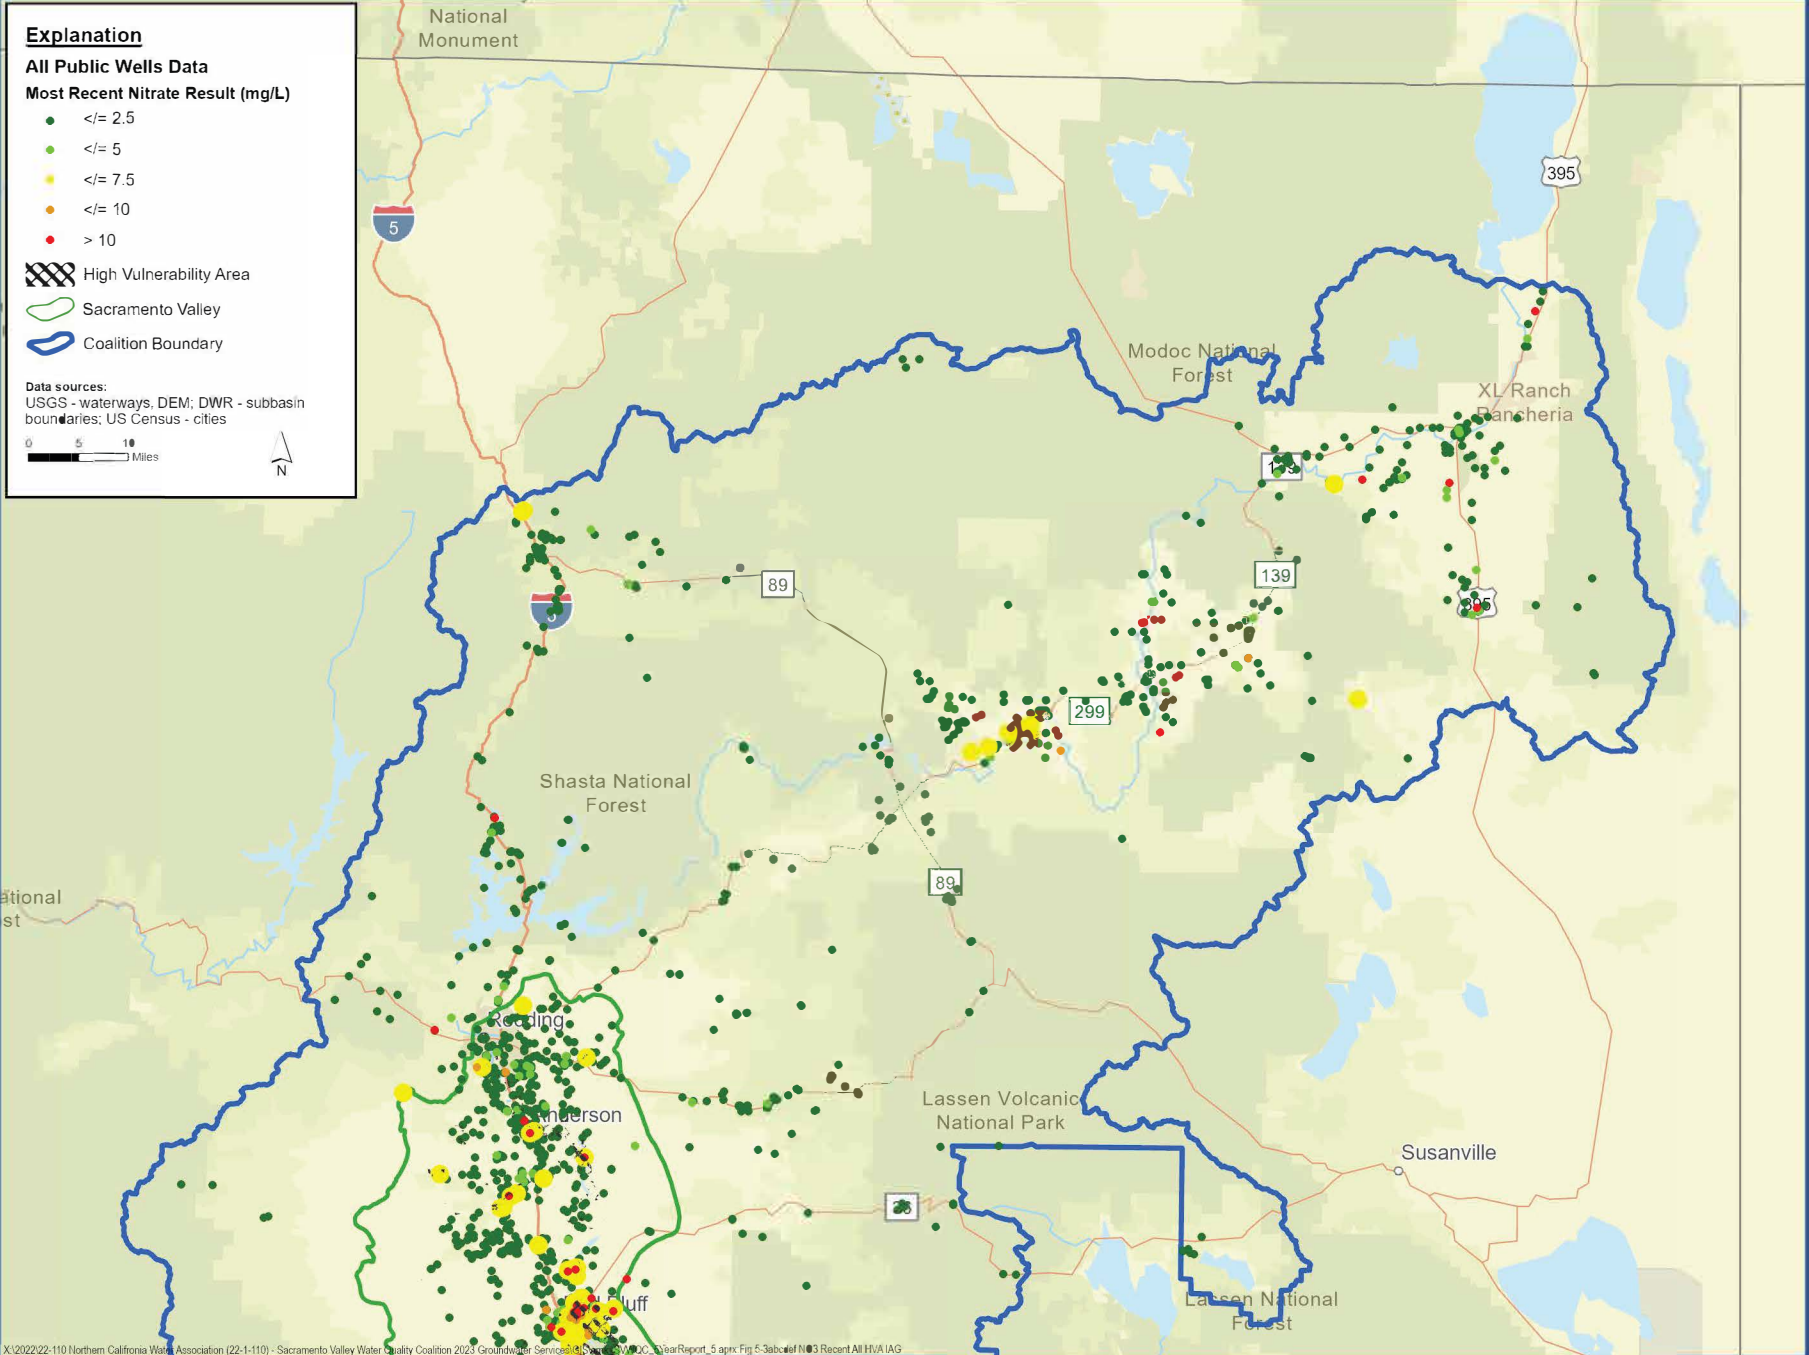 Explanation
All Public Wells Data
Most Recent Nitrate Result (mg/L)
</= 2.5
</= 5
</= 7.5
</= 10
> 10
High Vulnerability Area
Sacramento Valley
Coalition Boundary
Data sources:
USGS - waterways, DEM; DWR - subbasin
boundaries; US Census - cities
0 5 10
Miles
N
National
Monument
5
395
Modoc National
Forest
XL Ranch
Rancheria
139
89
5
395
299
Shasta National
Forest
89
Redding
Anderson
Lassen Volcanic
National Park
Susanville
Lassen National
Forest